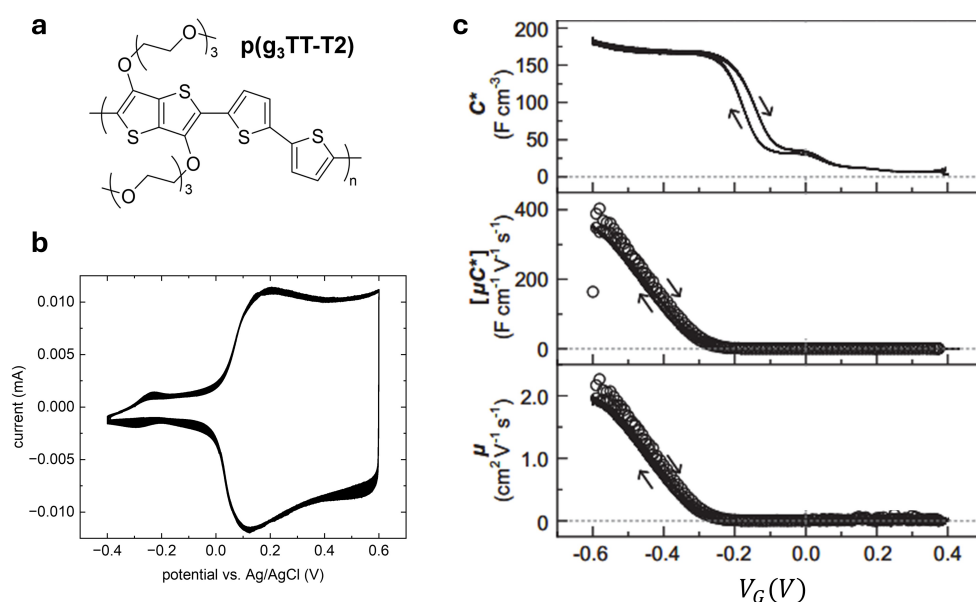 a
p(g₃TT-T2)
O
3
O
S
S
S
S
O
O
3
n
b
current (mA)
0.010
0.005
0.000
−0.005
−0.010
−0.4 −0.2 0.0 0.2 0.4 0.6
potential vs. Ag/AgCl (V)
c
C*
(F cm⁻³)
200
150
100
50
0
[μC*]
(F cm⁻¹ V⁻¹ s⁻¹)
400
200
0
μ
(cm² V⁻¹ s⁻¹)
2.0
1.0
0
-0.6 -0.4 -0.2 0.0 0.2 0.4
V_G(V)